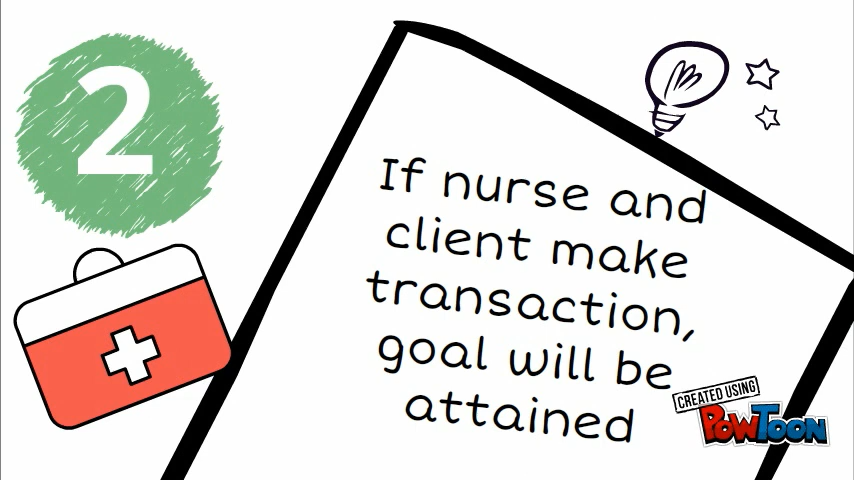 2
If nurse and
client make
transaction,
goal will be
attained
CREATED USING
POWTOON